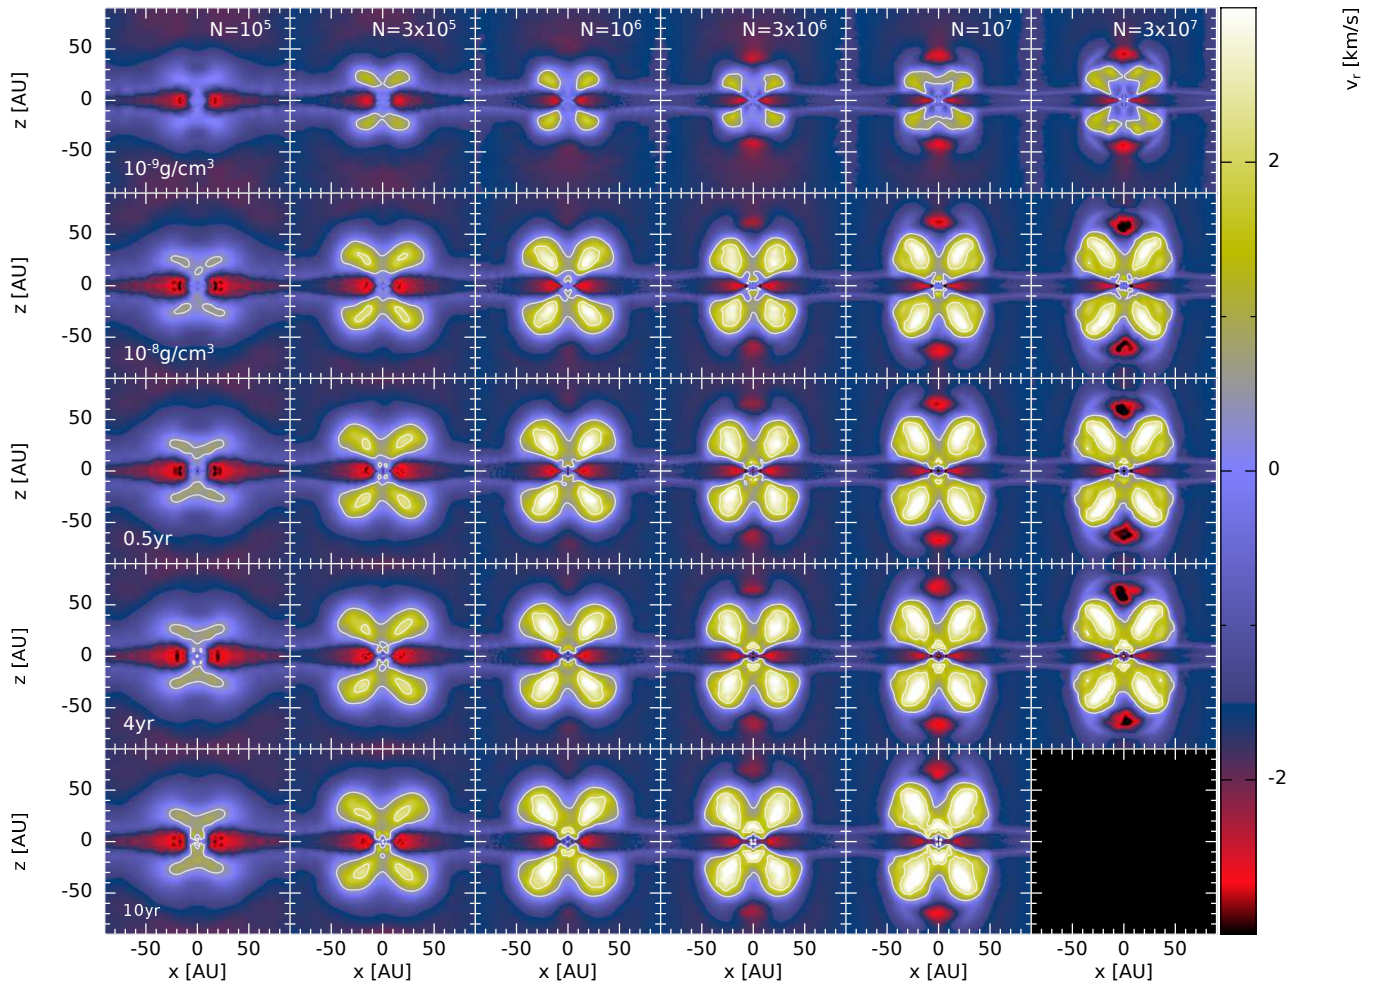 N=10⁵ N=3x10⁵ N=10⁶ N=3x10⁶ N=10⁷ N=3x10⁷
v_r [km/s]
50
0
-50
z [AU]
10⁻⁹g/cm³
50
0
-50
z [AU]
10⁻⁸g/cm³
50
0
-50
z [AU]
0.5yr
50
0
-50
z [AU]
4yr
50
0
-50
z [AU]
10yr
-50 0 50 -50 0 50 -50 0 50 -50 0 50 -50 0 50 -50 0 50
x [AU] x [AU] x [AU] x [AU] x [AU] x [AU]
2
0
-2